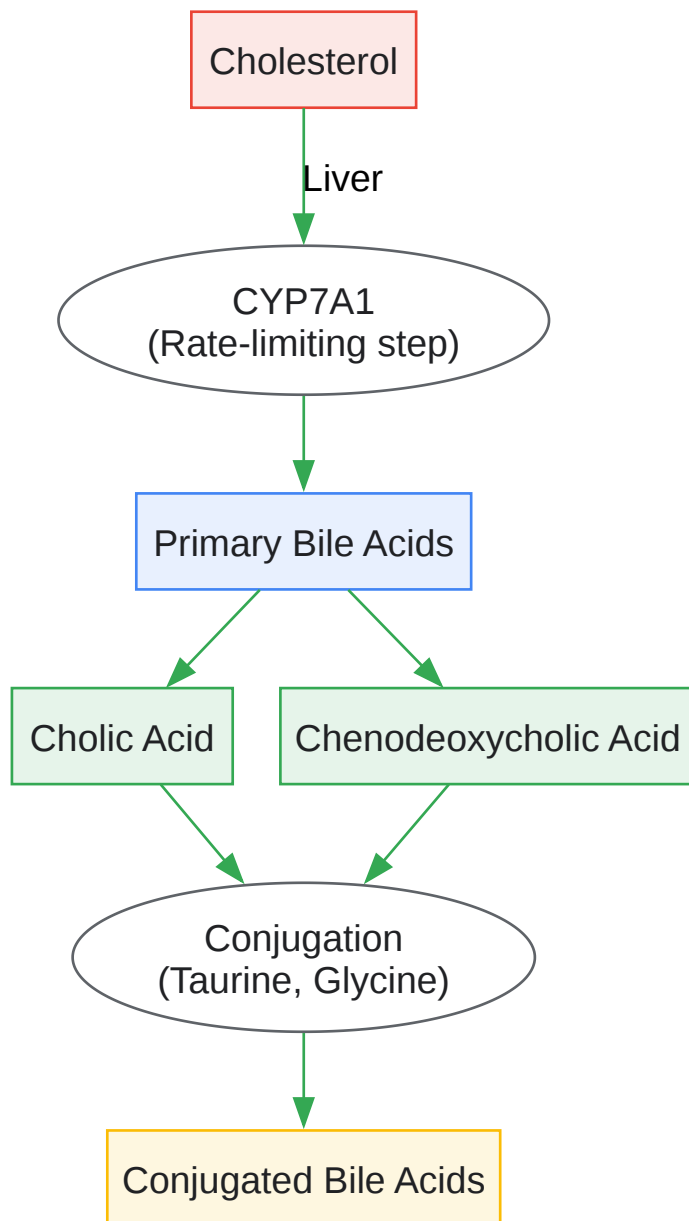 Cholesterol
Liver
CYP7A1
(Rate-limiting step)
Primary Bile Acids
Cholic Acid
Chenodeoxycholic Acid
Conjugation
(Taurine, Glycine)
Conjugated Bile Acids